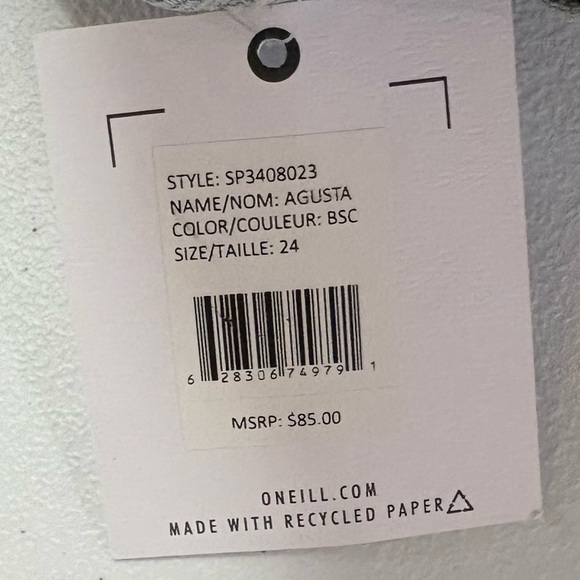 STYLE: SP3408023
NAME/NOM: AGUSTA
COLOR/COULEUR: BSC
SIZE/TAILLE: 24
6 28306 74979 1
MSRP: $85.00
ONEILL.COM
MADE WITH RECYCLED PAPER